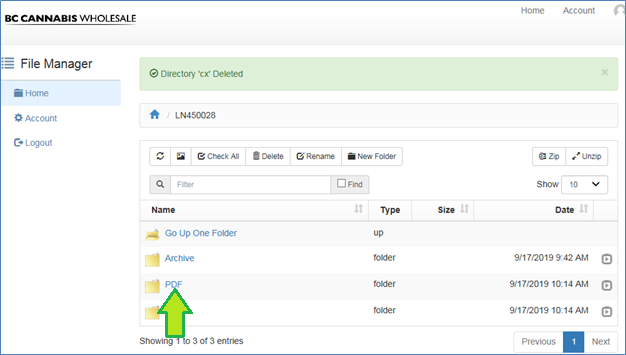 Home Account
BC CANNABIS WHOLESALE
File Manager
Home
Account
Logout
Directory 'cx' Deleted ×
/ LN450028
Check All Delete Rename New Folder Zip Unzip
Filter Find Show 10
Name Type Size Date
Go Up One Folder up
Archive folder 9/17/2019 9:42 AM
PDF folder 9/17/2019 10:14 AM
folder 9/17/2019 10:14 AM
Showing 1 to 3 of 3 entries
Previous 1 Next